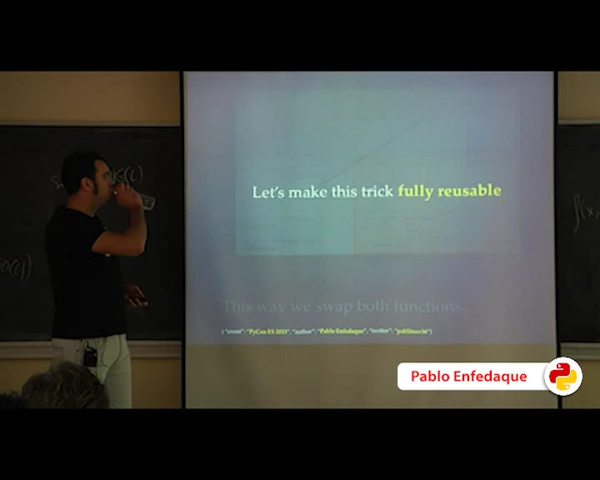 Let's make this trick fully reusable
This way we swap both functions
{ "event": "PyCon ES 2013", "author": "Pablo Enfedaque", "twitter": "pablitoev" }
Pablo Enfedaque